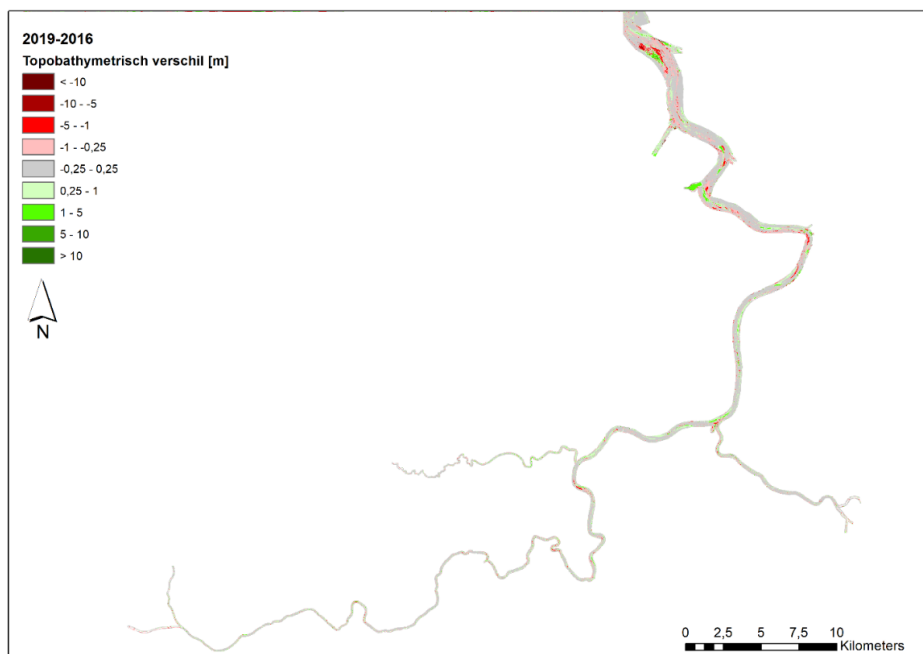 2019-2016
Topobathymetrisch verschil [m]
< -10
-10 - -5
-5 - -1
-1 - -0,25
-0,25 - 0,25
0,25 - 1
1 - 5
5 - 10
> 10
N
0 2,5 5 7,5 10
Kilometers